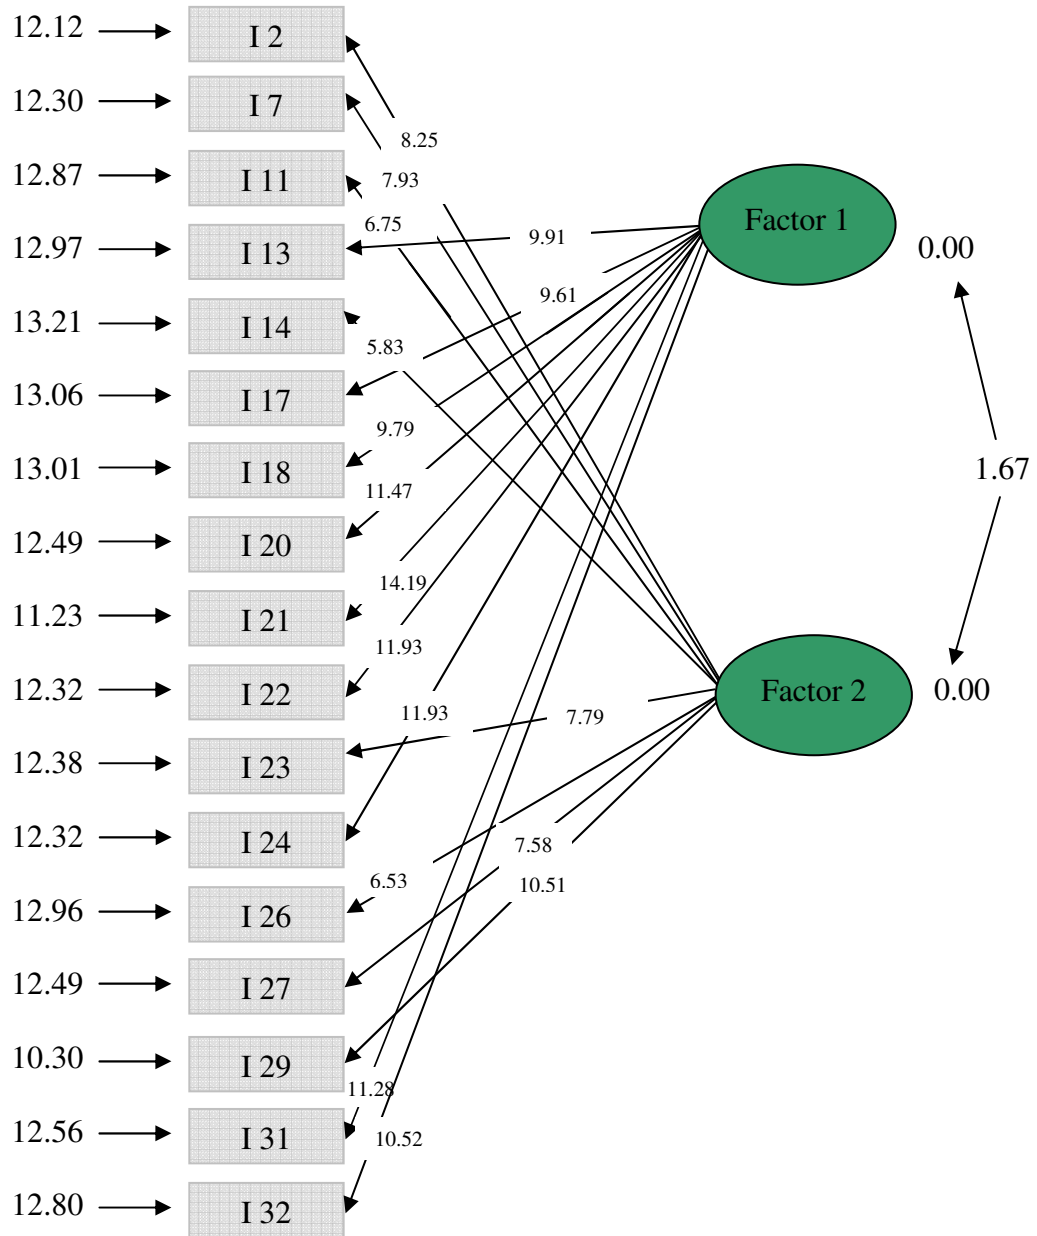 12.12 I 2
8.25
12.30 I 7
12.87 I 11 7.93
6.75 Factor 1
12.97 I 13 9.91 0.00
9.61
13.21 I 14
5.83
13.06 I 17
9.79
13.01 I 18 1.67
11.47
12.49 I 20
14.19
11.23 I 21
11.93
12.32 I 22 Factor 2 0.00
11.93 7.79
12.38 I 23
12.32 I 24 7.58
6.53 10.51
12.96 I 26
12.49 I 27
10.30 I 29
11.28
12.56 I 31 10.52
12.80 I 32